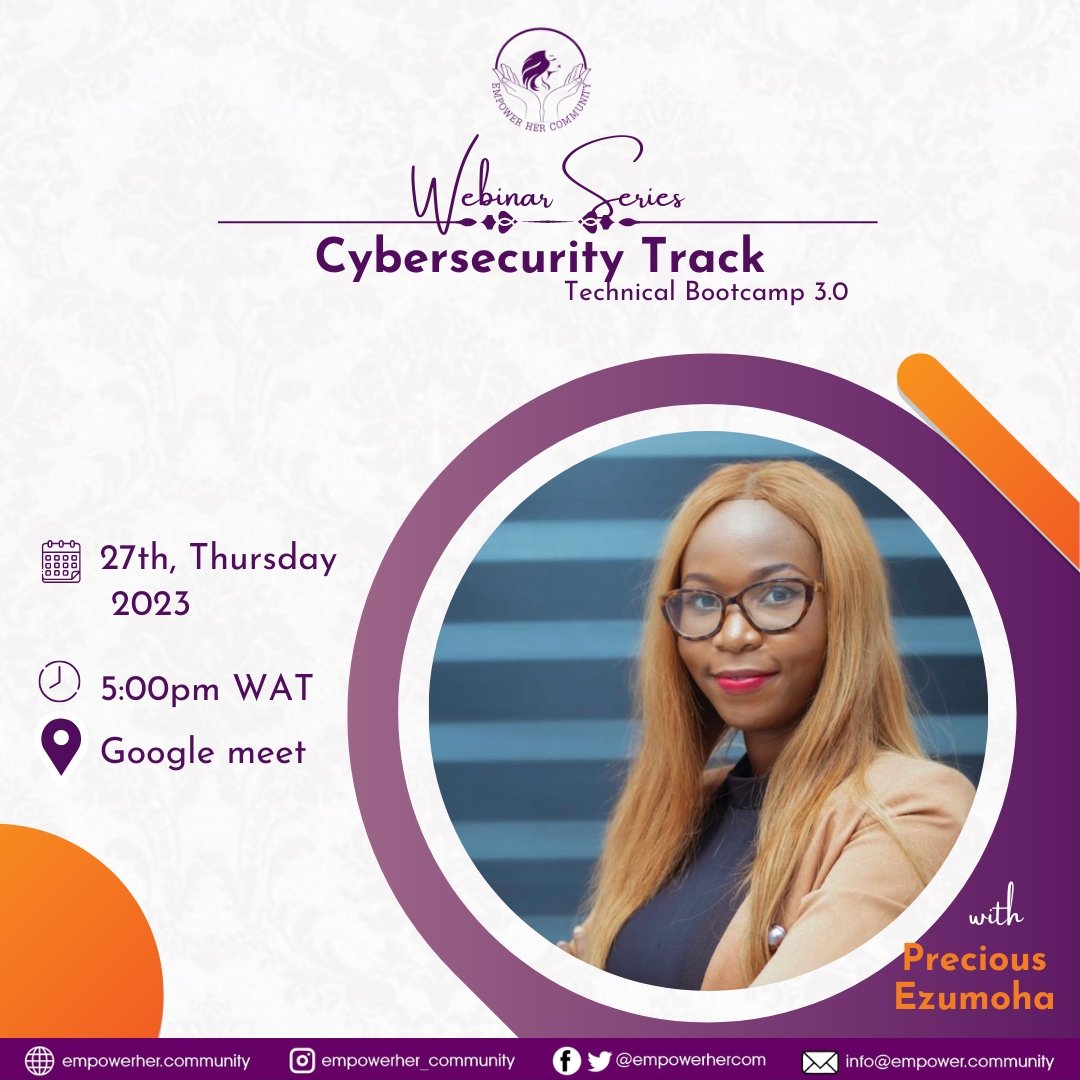 EMPOWER HER COMMUNITY
Webinar Series
Cybersecurity Track
Technical Bootcamp 3.0
27th, Thursday
2023
5:00pm WAT
Google meet
with
Precious
Ezumoha
empowerher.community
empowerher_community
@empowerhercom
info@empower.community